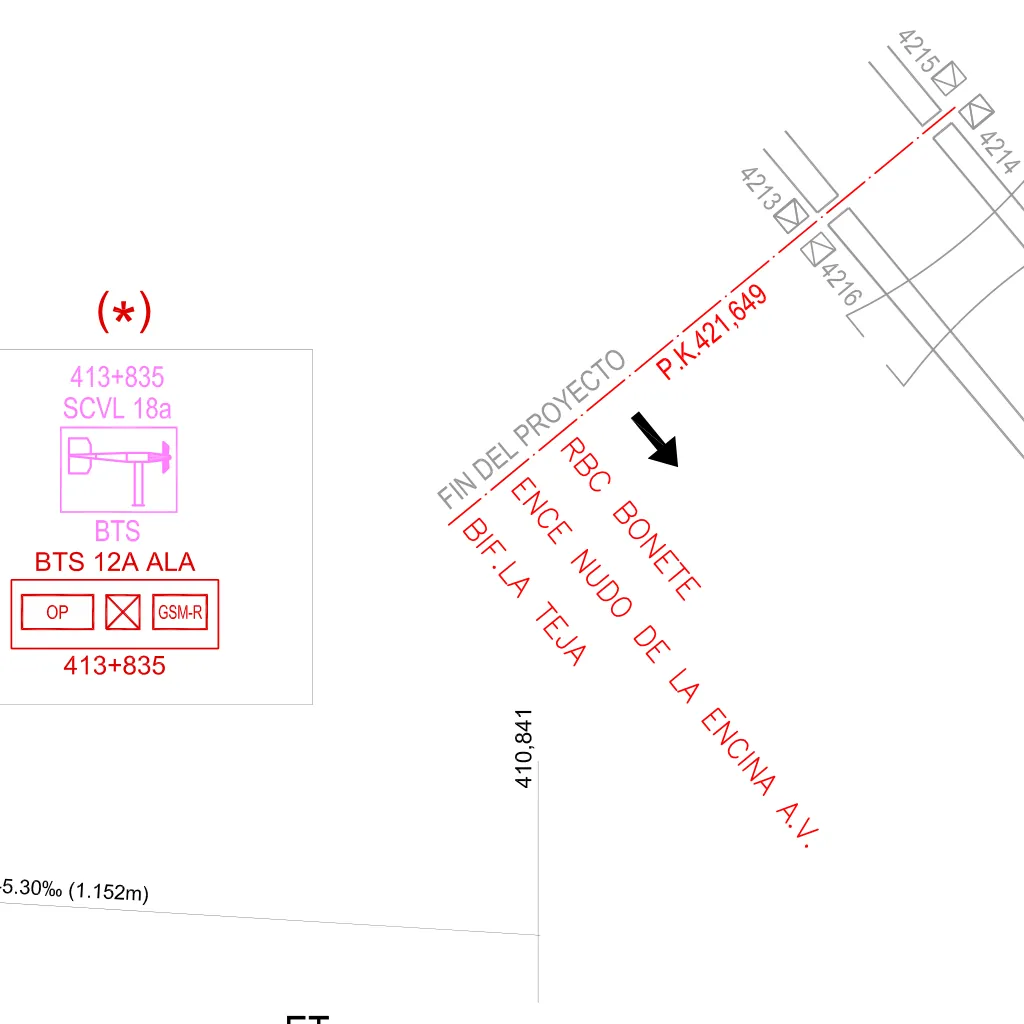 4215
4214
4213
4216
P.K.421,649
FIN DEL PROYECTO
RBC BONETE
ENCE NUDO DE LA ENCINA A.V.
BIF.LA TEJA
(*)
413+835
SCVL 18a
BTS
BTS 12A ALA
OP
GSM-R
413+835
410,841
5.30‰ (1.152m)